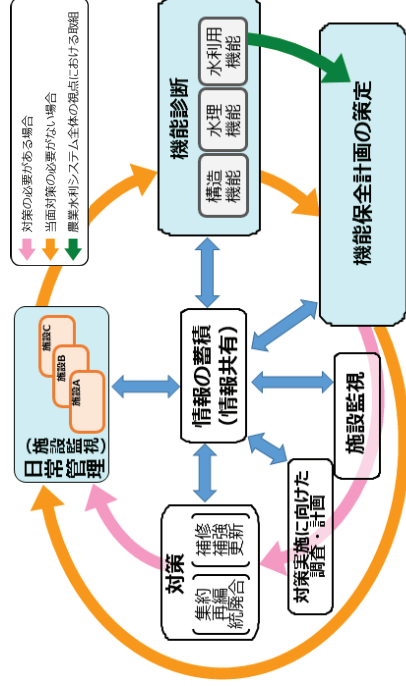 対策の必要がある場合
当面対策の必要がない場合
農業水利システム全体の視点における取組
日常管理
(施設監視)
施設A
施設B
施設C
機能診断
構造
機能
水理
機能
水利用
機能
情報の蓄積
(情報共有)
対策
集約
再編
統廃合
補修
補強
更新
対策実施に向けた
調査・計画
施設監視
機能保全計画の策定